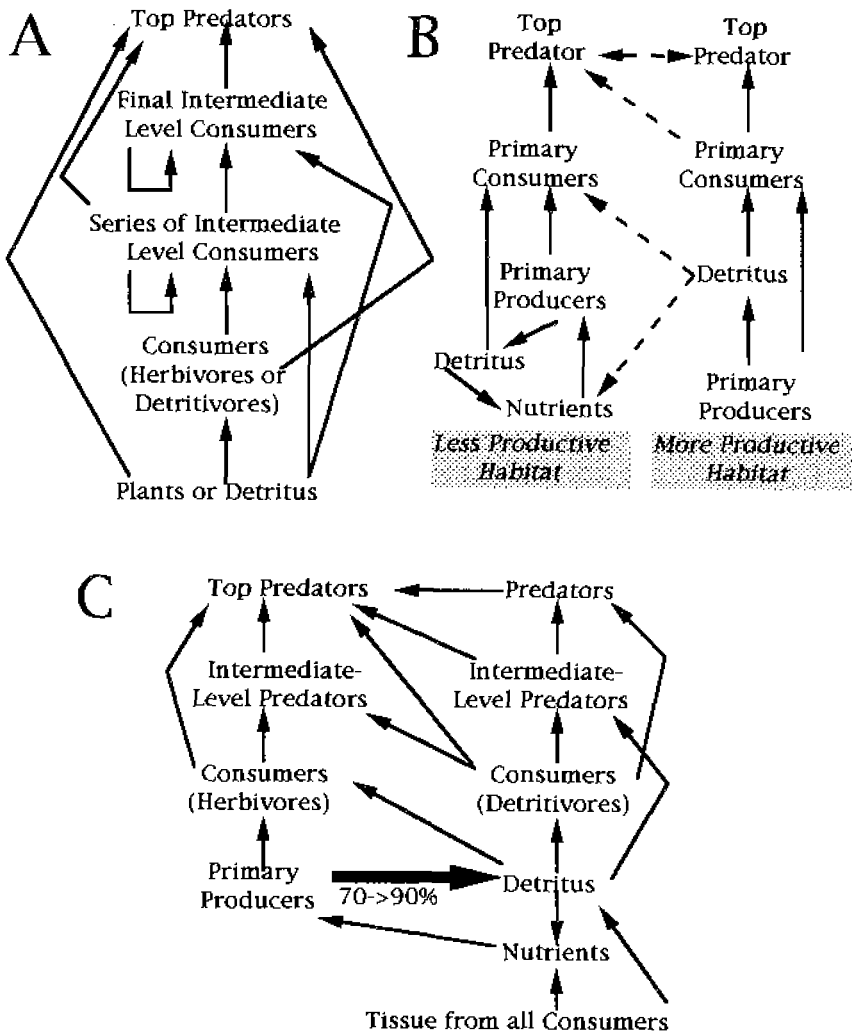 A
Top Predators
Final Intermediate
Level Consumers
Series of Intermediate
Level Consumers
Consumers
(Herbivores or
Detritivores)
Plants or Detritus
B
Top
Predator
Top
Predator
Primary
Consumers
Primary
Consumers
Primary
Producers
Detritus
Detritus
Nutrients
Primary
Producers
Less Productive
Habitat
More Productive
Habitat
C
Top Predators
Predators
Intermediate-
Level Predators
Intermediate-
Level Predators
Consumers
(Herbivores)
Consumers
(Detritivores)
Primary
Producers
70->90%
Detritus
Nutrients
Tissue from all Consumers